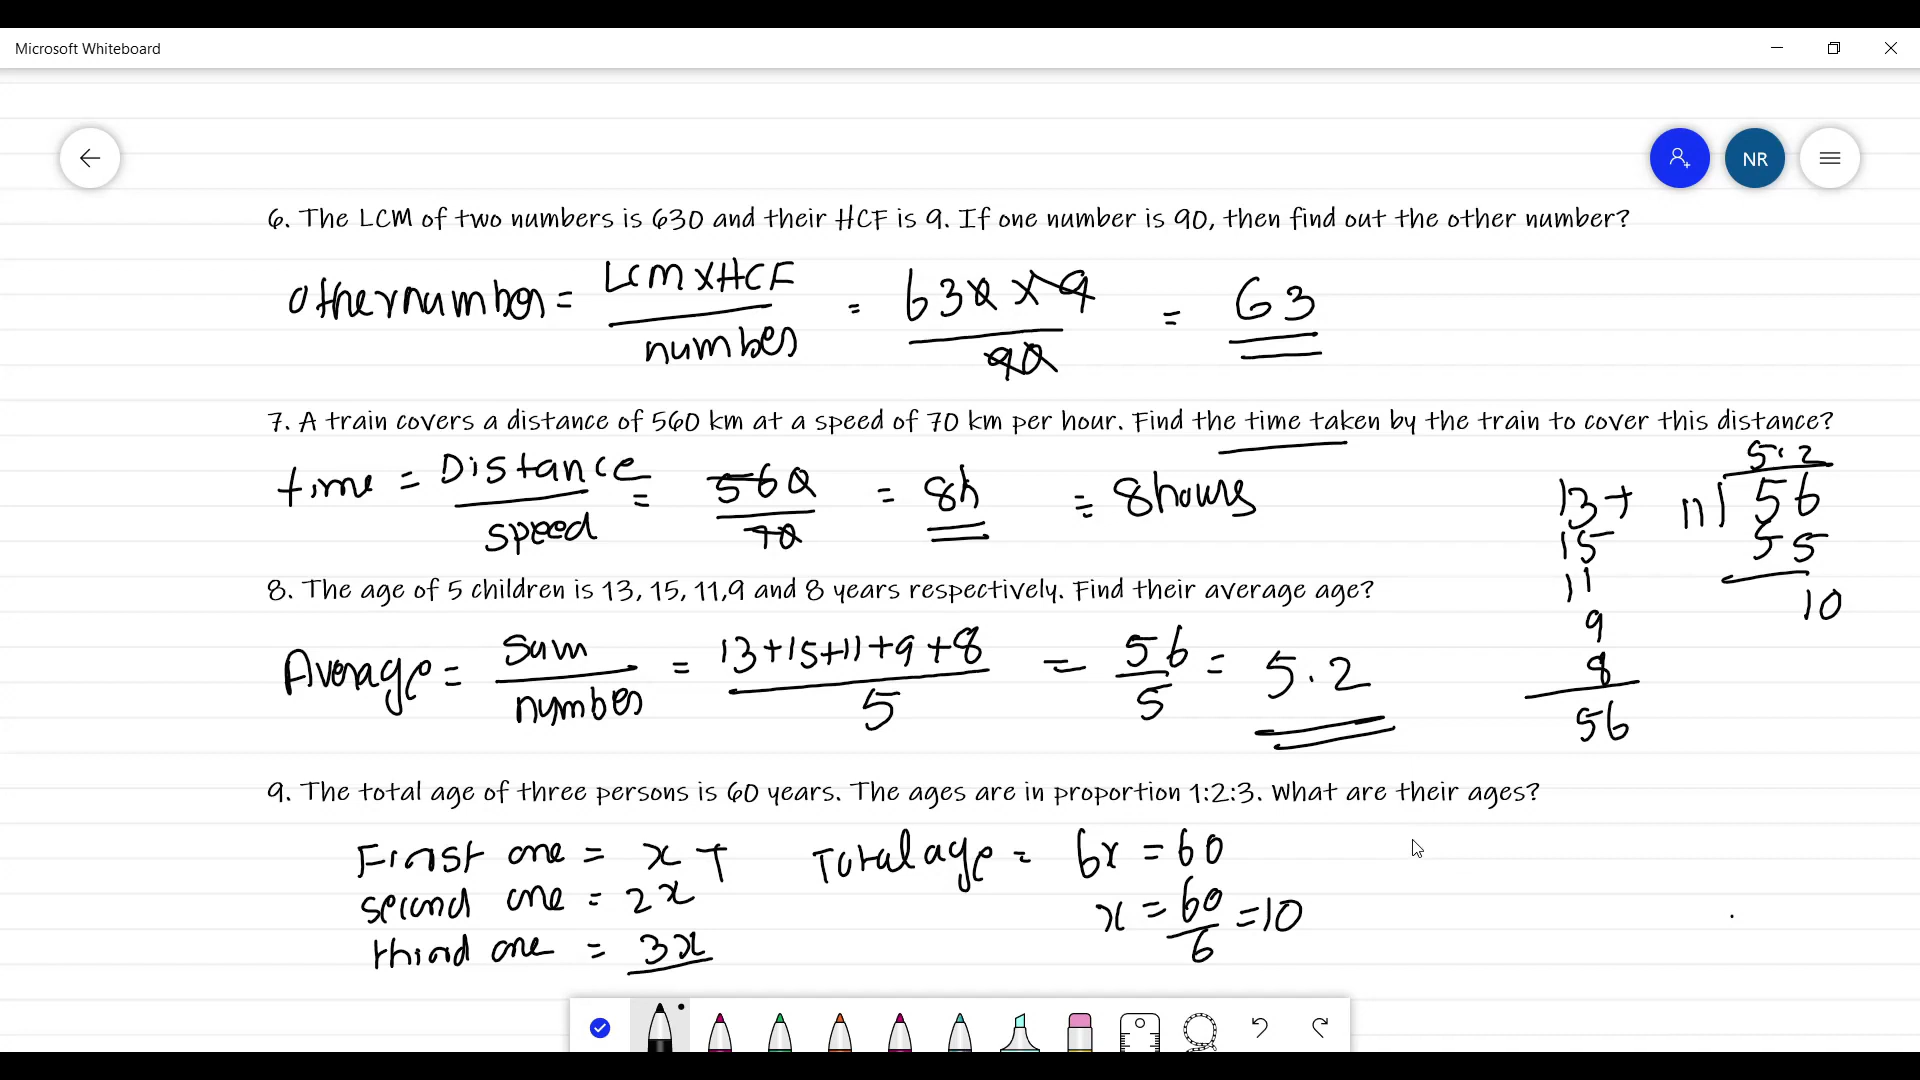 Microsoft Whiteboard
NR
6. The LCM of two numbers is 630 and their HCF is 9. If one number is 90, then find out the other number?
Other number = LCM X HCF / number = 630 X 9 / 90 = 63
7. A train covers a distance of 560 km at a speed of 70 km per hour. Find the time taken by the train to cover this distance?
time = Distance / speed = 560 / 70 = 8h = 8hours
8. The age of 5 children is 13, 15, 11,9 and 8 years respectively. Find their average age?
Average = Sum / number = 13+15+11+9+8 / 5 = 56 / 5 = 5.2
13+
15
11
9
8
56
5.2
11) 56
55
10
9. The total age of three persons is 60 years. The ages are in proportion 1:2:3. What are their ages?
First one = x +
second one = 2x
third one = 3x
Total age = 6x = 60
x = 60 / 6 = 10